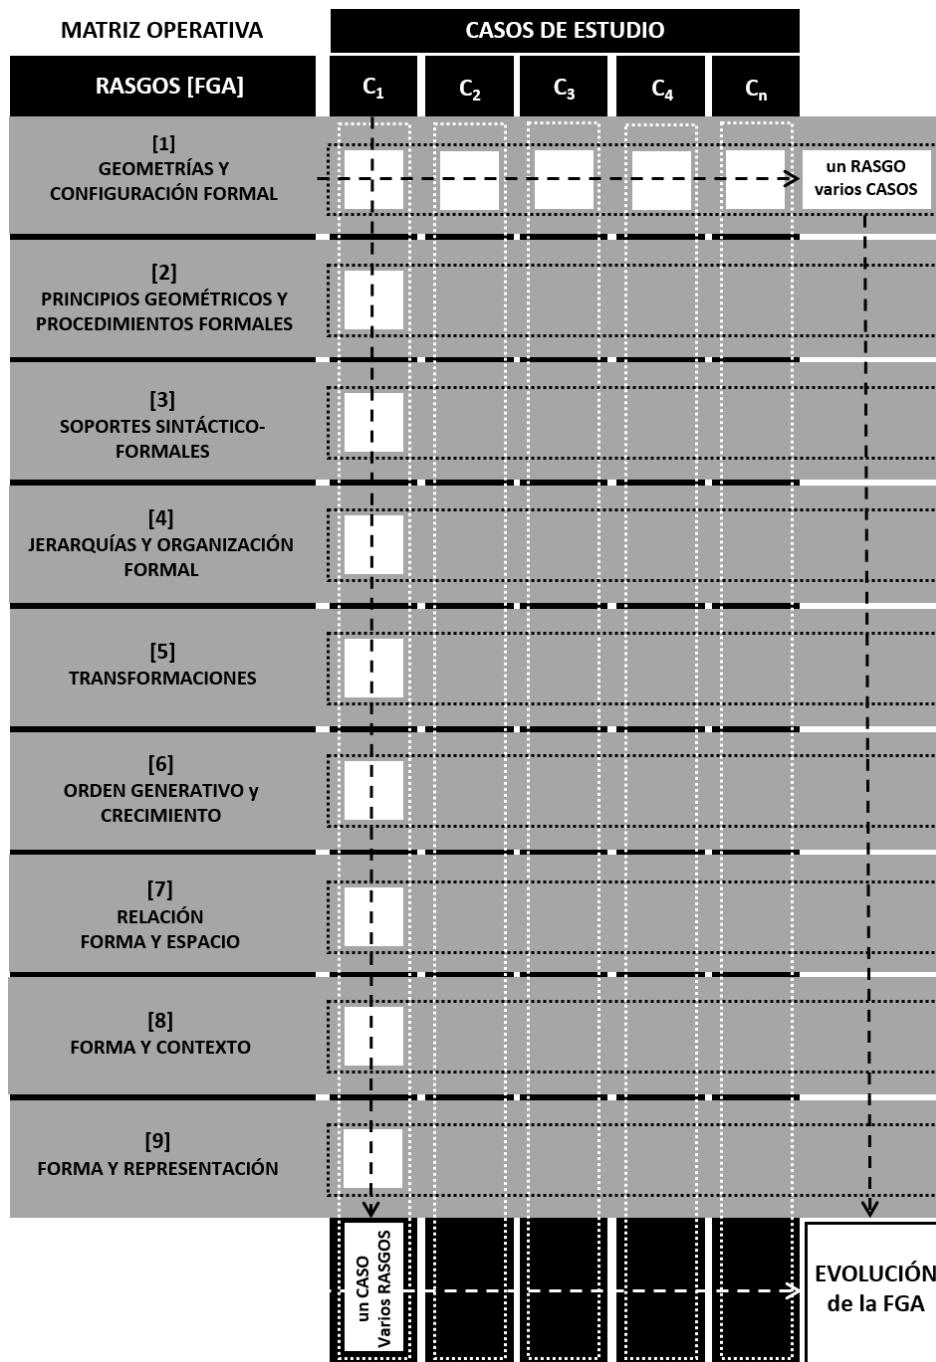 MATRIZ OPERATIVA
CASOS DE ESTUDIO
RASGOS [FGA]
C₁
C₂
C₃
C₄
Cₙ
[1]
GEOMETRÍAS Y
CONFIGURACIÓN FORMAL
un RASGO
varios CASOS
[2]
PRINCIPIOS GEOMÉTRICOS Y
PROCEDIMIENTOS FORMALES
[3]
SOPORTES SINTÁCTICO-
FORMALES
[4]
JERARQUÍAS Y ORGANIZACIÓN
FORMAL
[5]
TRANSFORMACIONES
[6]
ORDEN GENERATIVO y
CRECIMIENTO
[7]
RELACIÓN
FORMA Y ESPACIO
[8]
FORMA Y CONTEXTO
[9]
FORMA Y REPRESENTACIÓN
un CASO
Varios RASGOS
EVOLUCIÓN
de la FGA